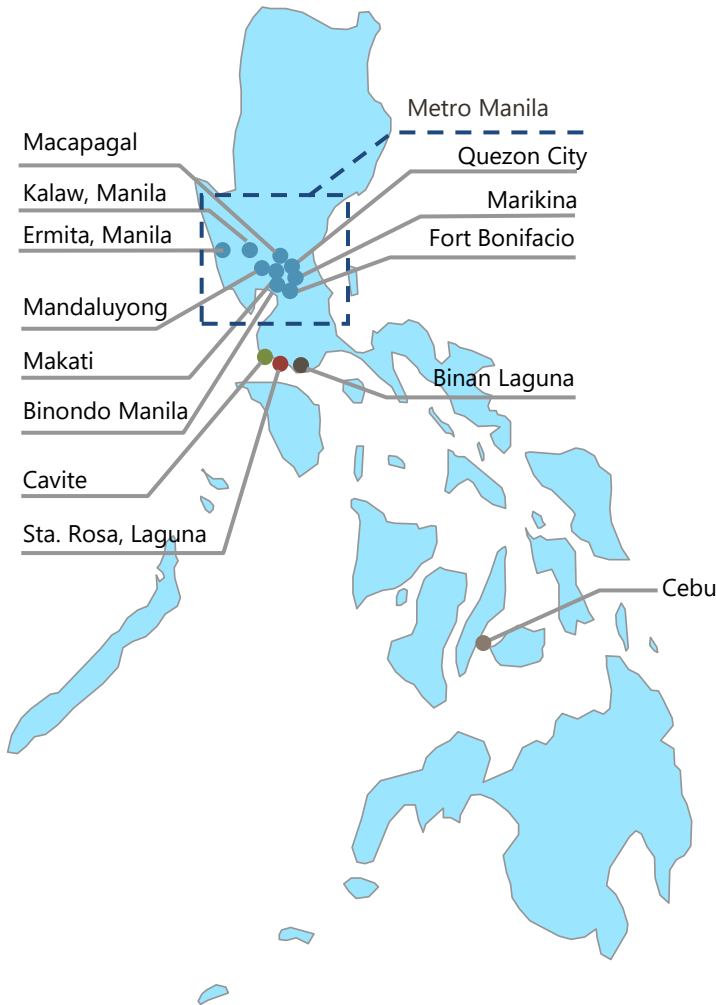 Metro Manila
Macapagal
Quezon City
Kalaw, Manila
Marikina
Ermita, Manila
Fort Bonifacio
Mandaluyong
Makati
Binan Laguna
Binondo Manila
Cavite
Sta. Rosa, Laguna
Cebu